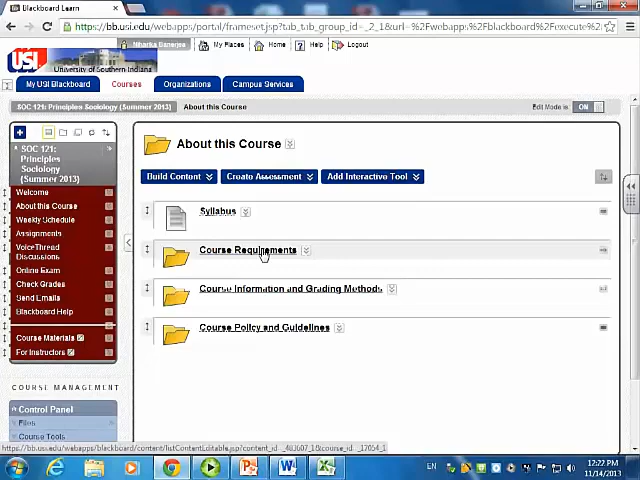 Blackboard Learn
https://bb.usi.edu/webapps/portal/frameset.jsp?tab_tab_group_id=_2_1&url=%2Fwebapps%2Fblackboard%2Fexecute%
Niharika Banerjee My Places Home Help Logout
USI
University of Southern Indiana
My USI Blackboard Courses Organizations Campus Services
SOC 121: Principles Sociology (Summer 2013) About this Course Edit Mode is: ON
SOC 121:
Principles
Sociology
(Summer 2013)
Welcome
About this Course
Weekly Schedule
Assignments
VoiceThread
Discussions
Online Exam
Check Grades
Send Emails
Blackboard Help
Course Materials
For Instructors
COURSE MANAGEMENT
Control Panel
Files
Course Tools
About this Course
Build Content Create Assessment Add Interactive Tool
Syllabus
Course Requirements
Course Information and Grading Methods
Course Policy and Guidelines
EN
12:22 PM
11/14/2013